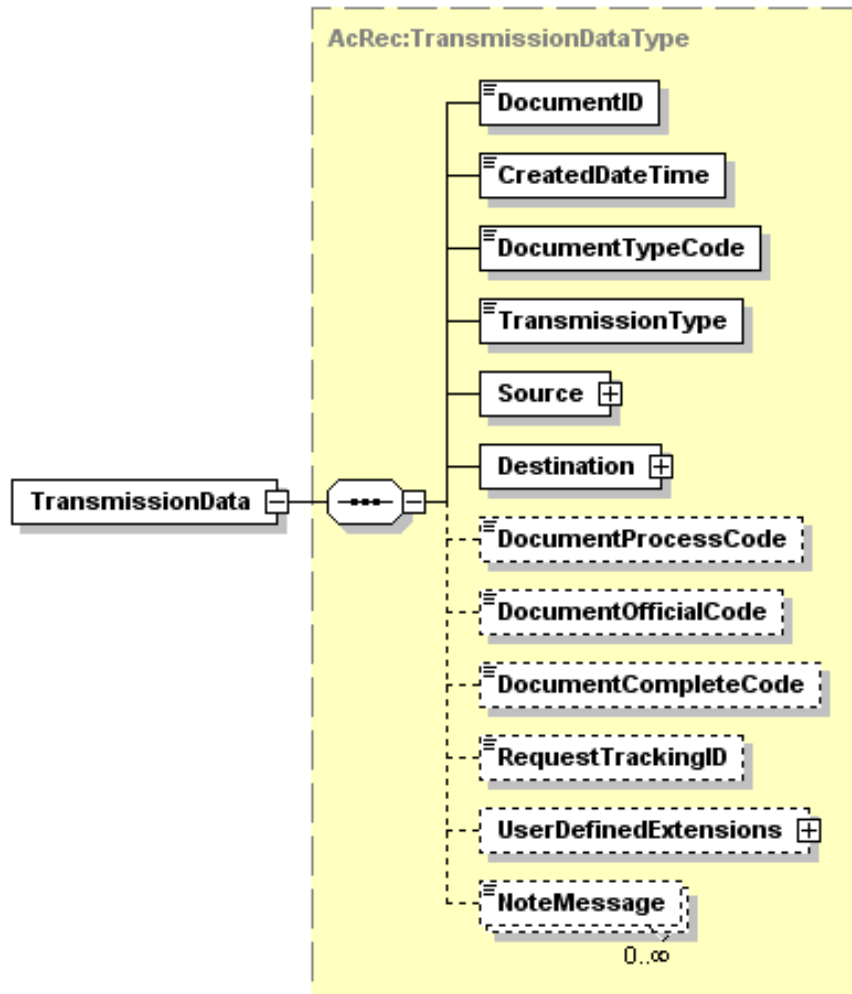 AcRec:TransmissionDataType
DocumentID
CreatedDateTime
DocumentTypeCode
TransmissionType
Source
Destination
TransmissionData
DocumentProcessCode
DocumentOfficialCode
DocumentCompleteCode
RequestTrackingID
UserDefinedExtensions
NoteMessage
0..∞